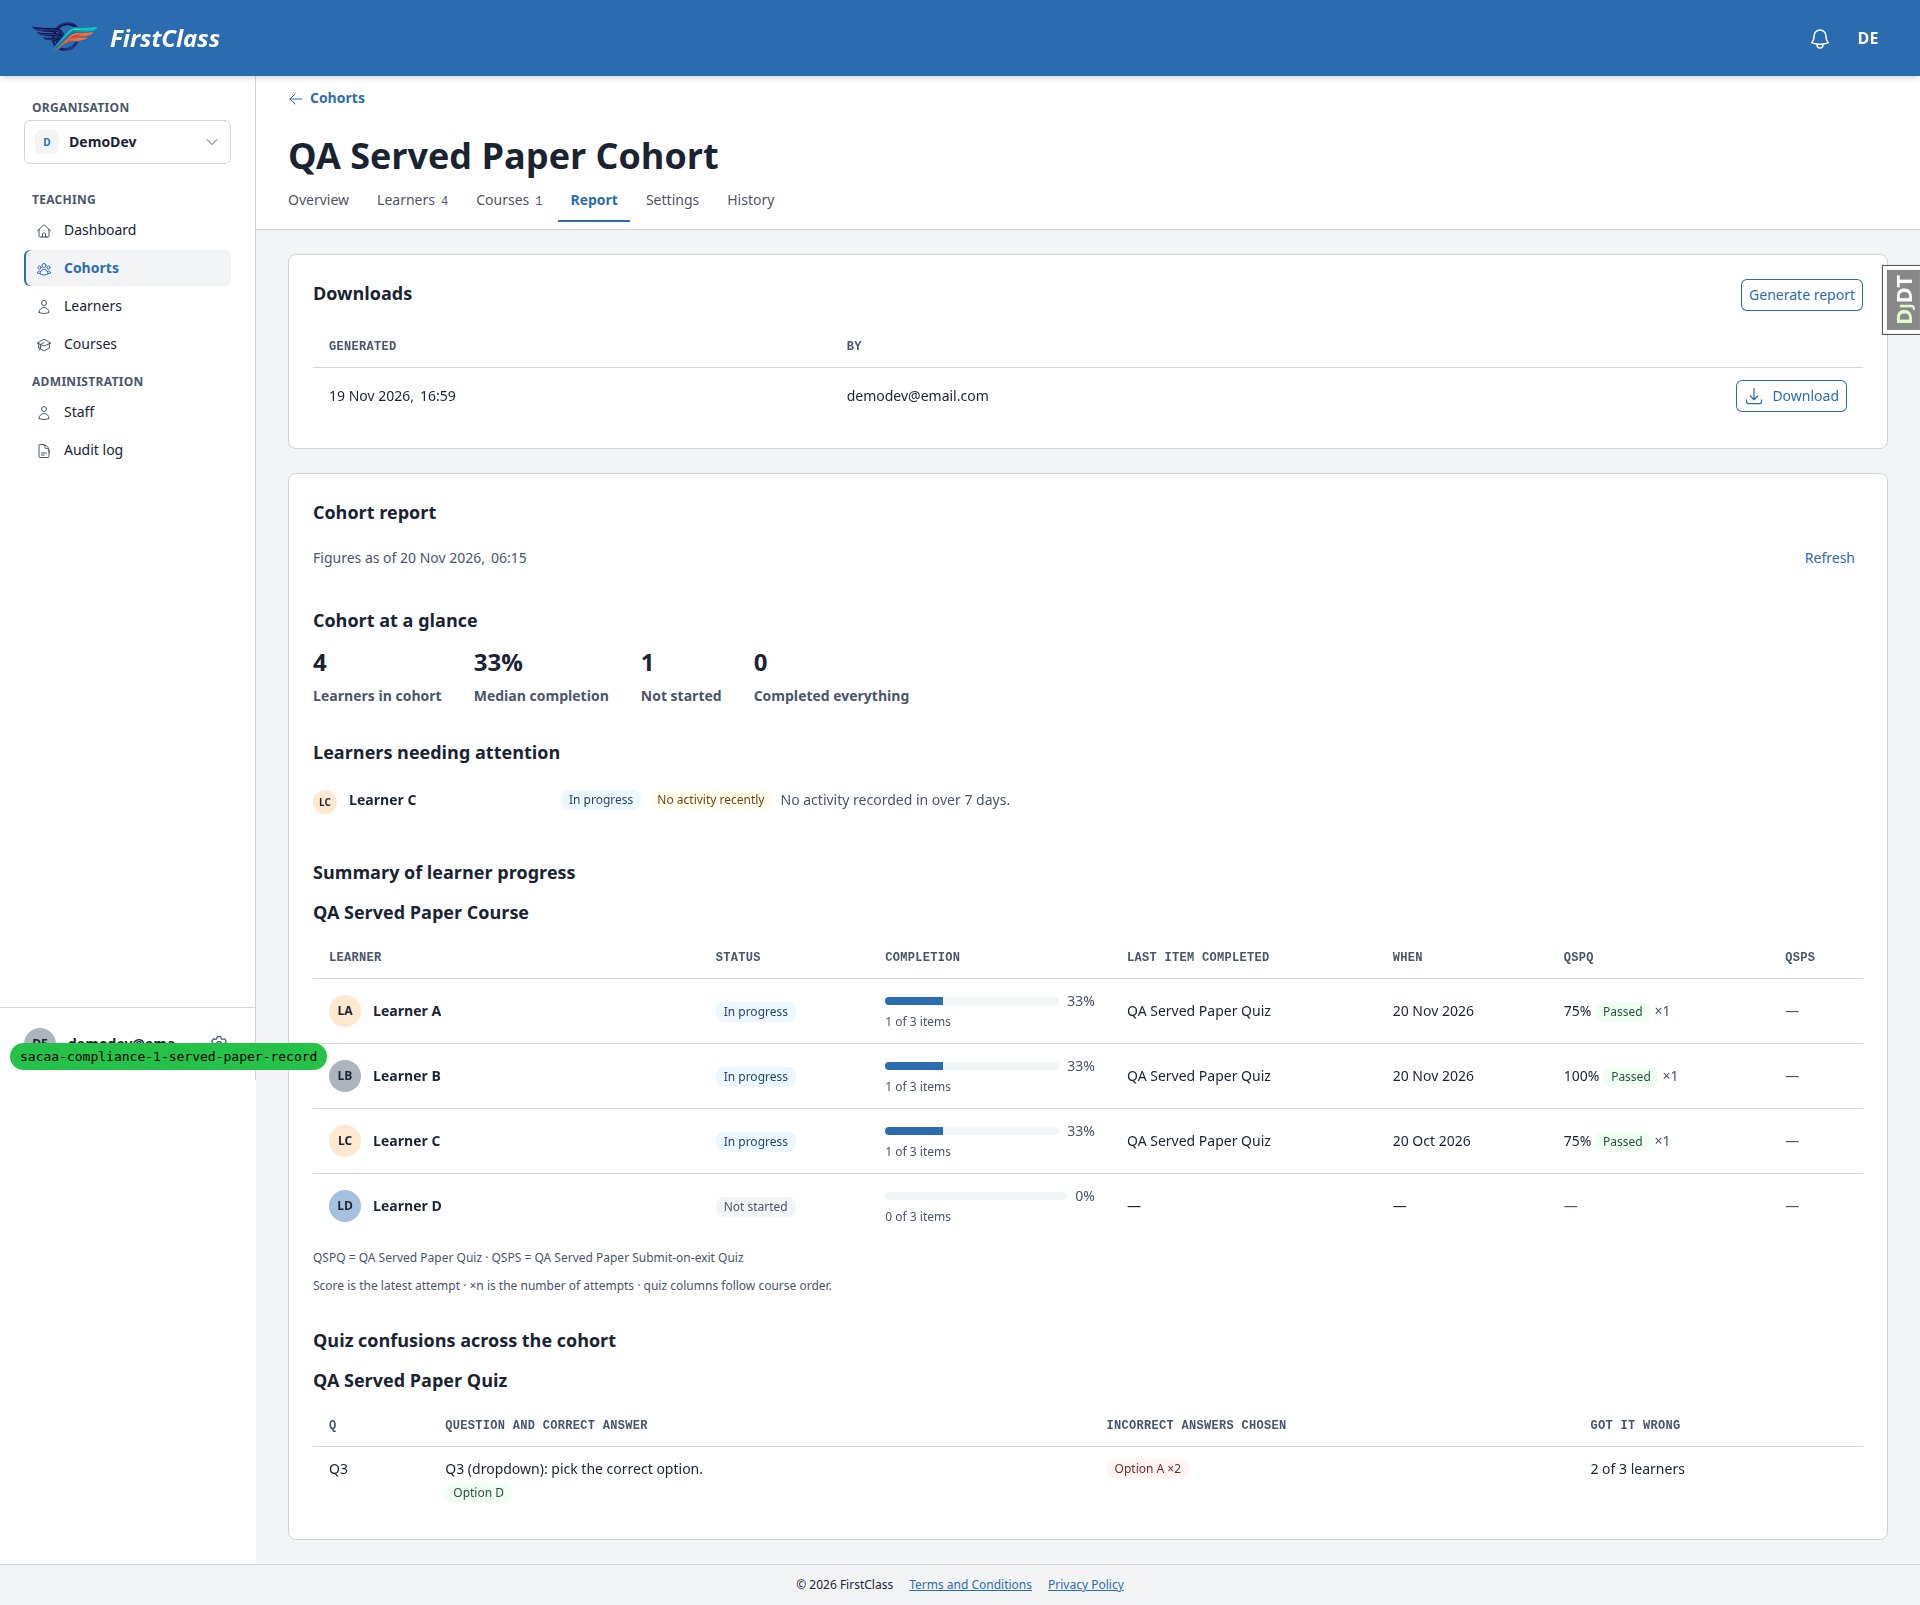 FirstClass
DE
ORGANISATION
D DemoDev
TEACHING
Dashboard
Cohorts
Learners
Courses
ADMINISTRATION
Staff
Audit log
sacaa-compliance-1-served-paper-record
← Cohorts
QA Served Paper Cohort
Overview Learners 4 Courses 1 Report Settings History
DJDT
Downloads
Generate report
GENERATED BY
19 Nov 2026, 16:59 demodev@email.com Download
Cohort report
Figures as of 20 Nov 2026, 06:15 Refresh
Cohort at a glance
4 33% 1 0
Learners in cohort Median completion Not started Completed everything
Learners needing attention
LC Learner C In progress No activity recently No activity recorded in over 7 days.
Summary of learner progress
QA Served Paper Course
LEARNER STATUS COMPLETION LAST ITEM COMPLETED WHEN QSPQ QSPS
LA Learner A In progress 33% 1 of 3 items QA Served Paper Quiz 20 Nov 2026 75% Passed ×1 —
LB Learner B In progress 33% 1 of 3 items QA Served Paper Quiz 20 Nov 2026 100% Passed ×1 —
LC Learner C In progress 33% 1 of 3 items QA Served Paper Quiz 20 Oct 2026 75% Passed ×1 —
LD Learner D Not started 0% 0 of 3 items — — — —
QSPQ = QA Served Paper Quiz · QSPS = QA Served Paper Submit-on-exit Quiz
Score is the latest attempt · ×n is the number of attempts · quiz columns follow course order.
Quiz confusions across the cohort
QA Served Paper Quiz
Q QUESTION AND CORRECT ANSWER INCORRECT ANSWERS CHOSEN GOT IT WRONG
Q3 Q3 (dropdown): pick the correct option. Option A ×2 2 of 3 learners
Option D
© 2026 FirstClass Terms and Conditions Privacy Policy